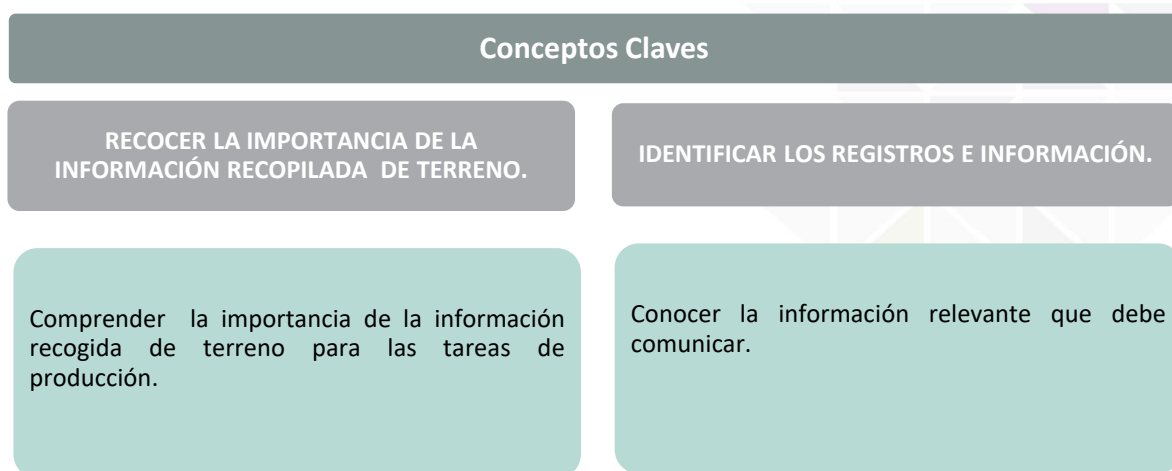 Conceptos Claves
RECOCER LA IMPORTANCIA DE LA
INFORMACIÓN RECOPILADA DE TERRENO.
IDENTIFICAR LOS REGISTROS E INFORMACIÓN.
Comprender la importancia de la información
recogida de terreno para las tareas de
producción.
Conocer la información relevante que debe
comunicar.